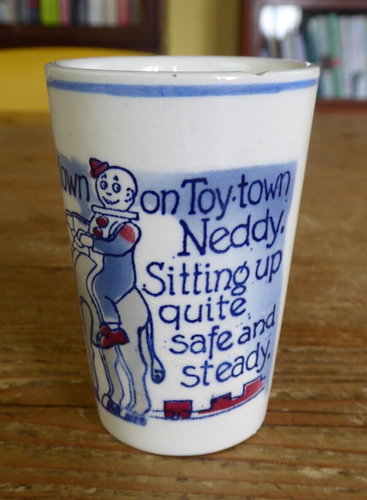 own on Toy-town
Neddy.
Sitting up
quite
safe and
steady.